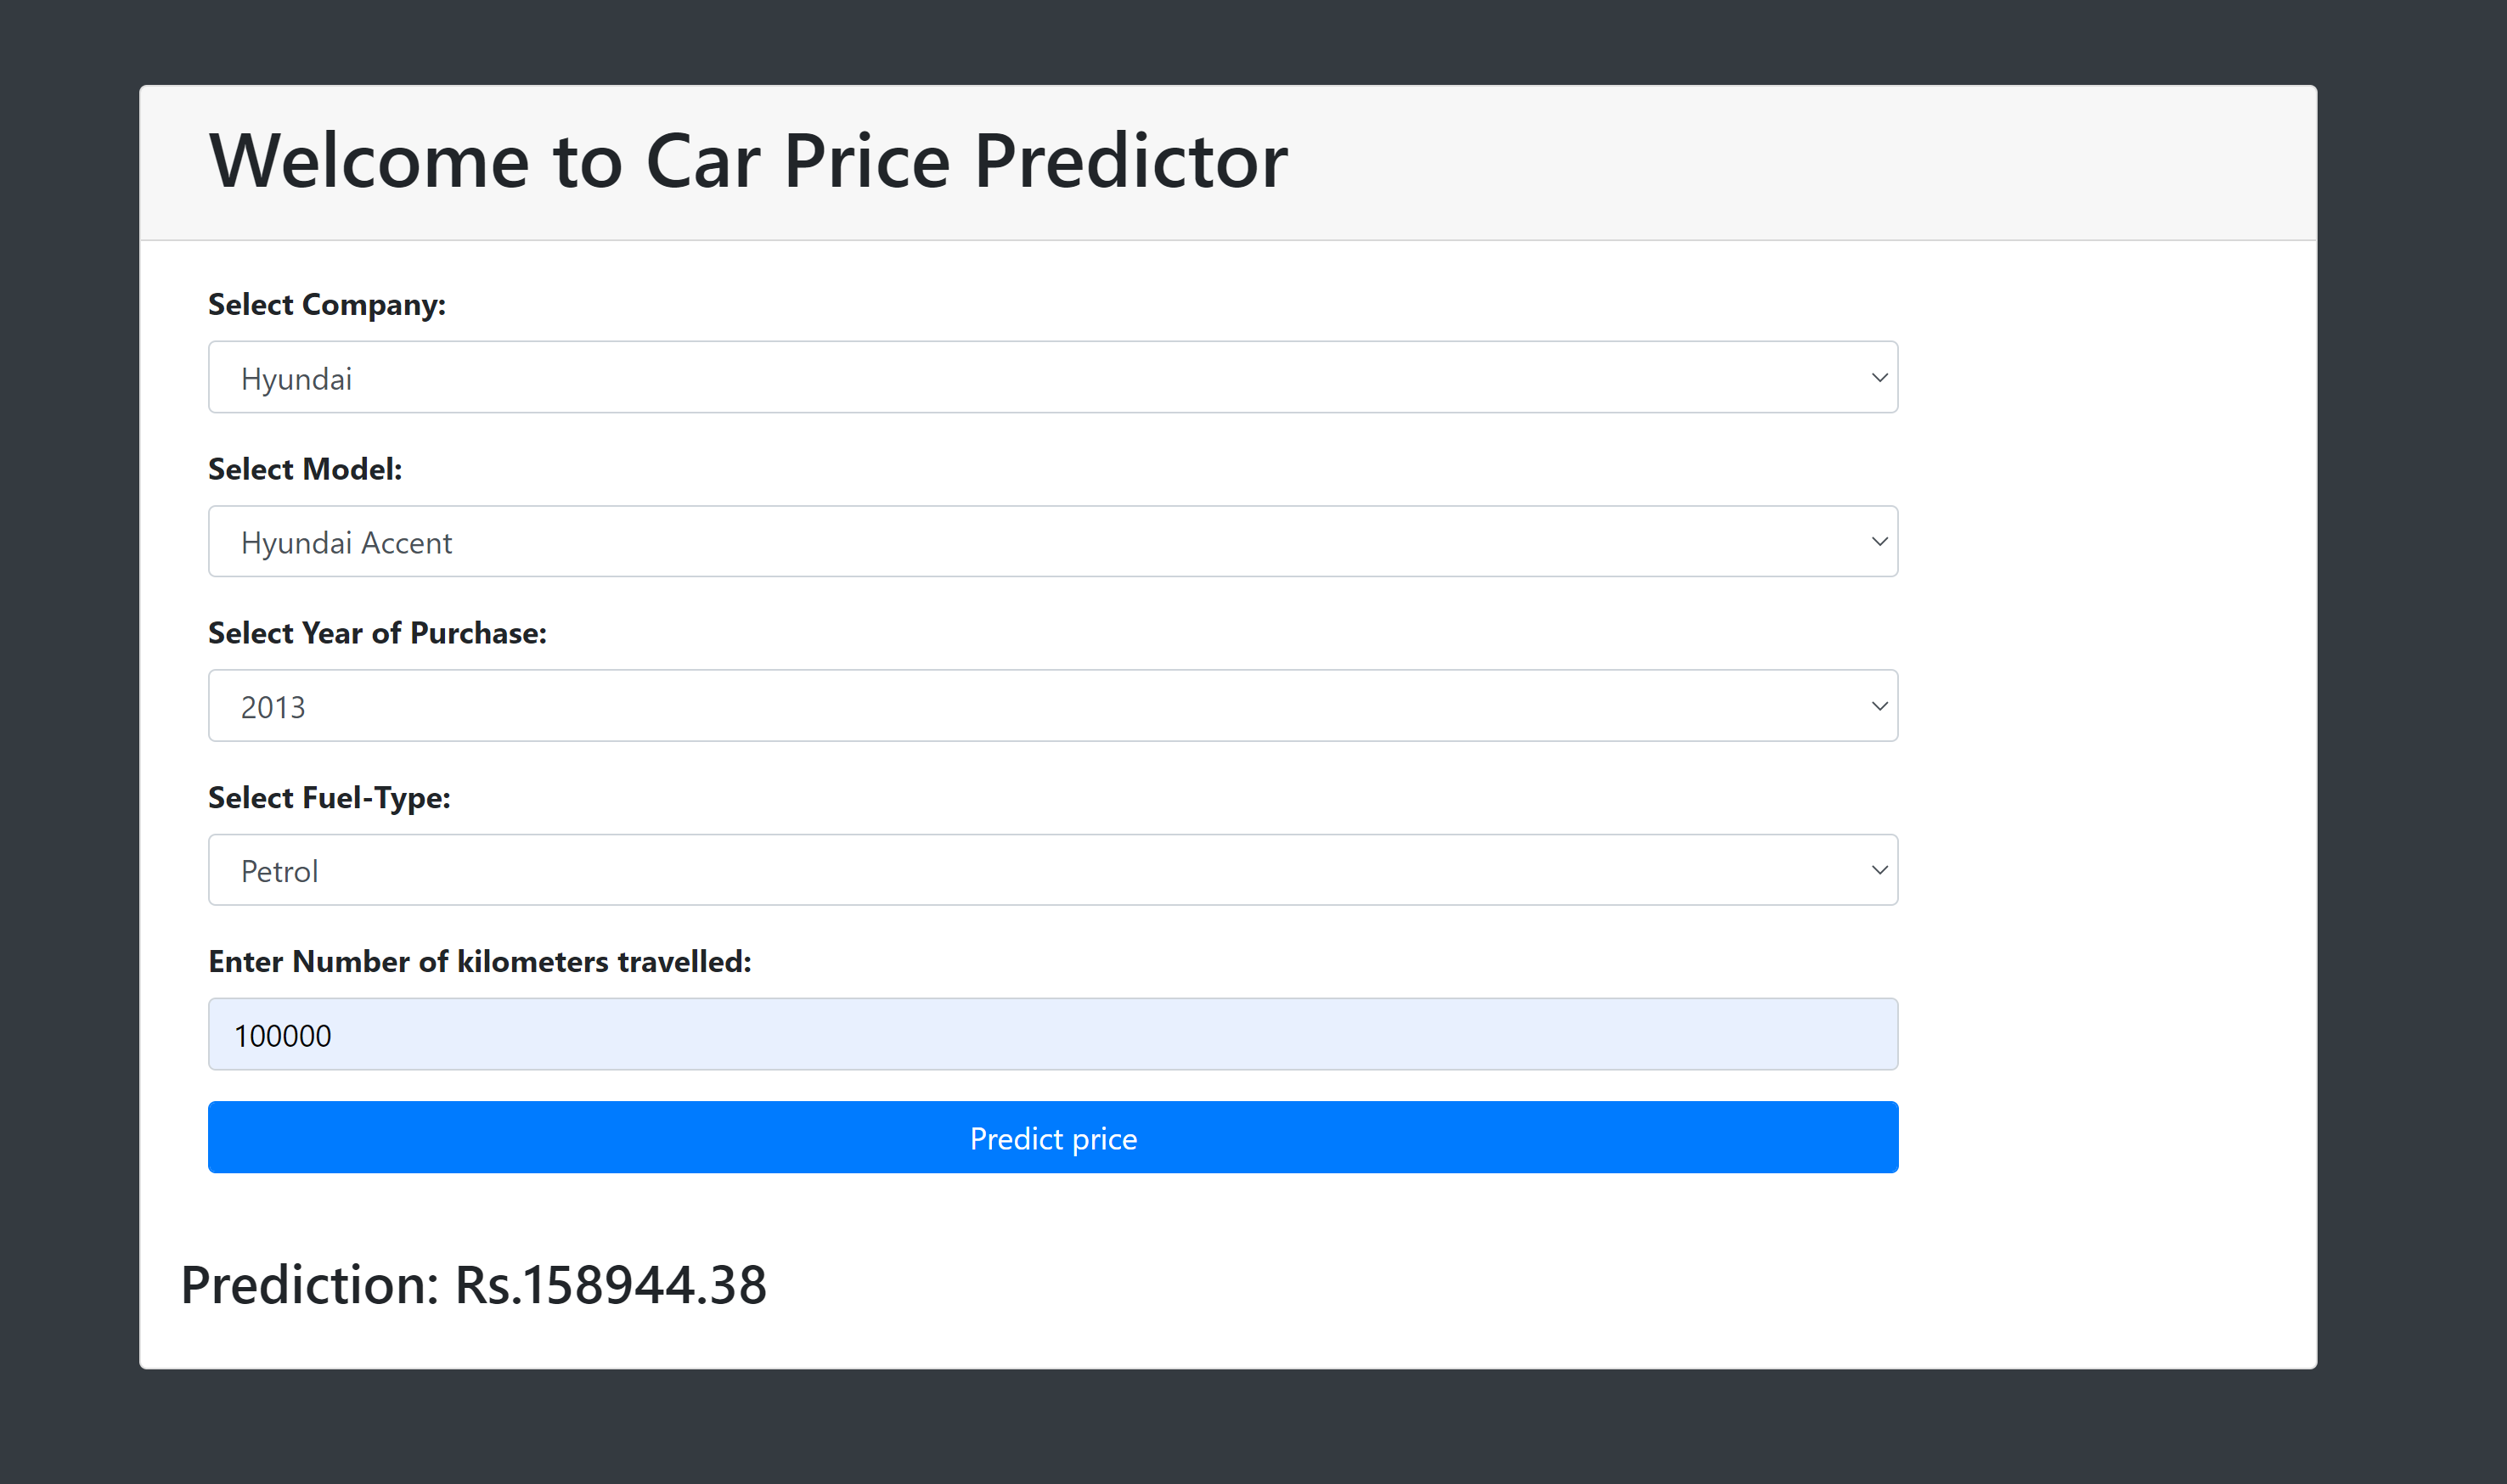 Welcome to Car Price Predictor
Select Company:
Hyundai
Select Model:
Hyundai Accent
Select Year of Purchase:
2013
Select Fuel-Type:
Petrol
Enter Number of kilometers travelled:
100000
Predict price
Prediction: Rs.158944.38